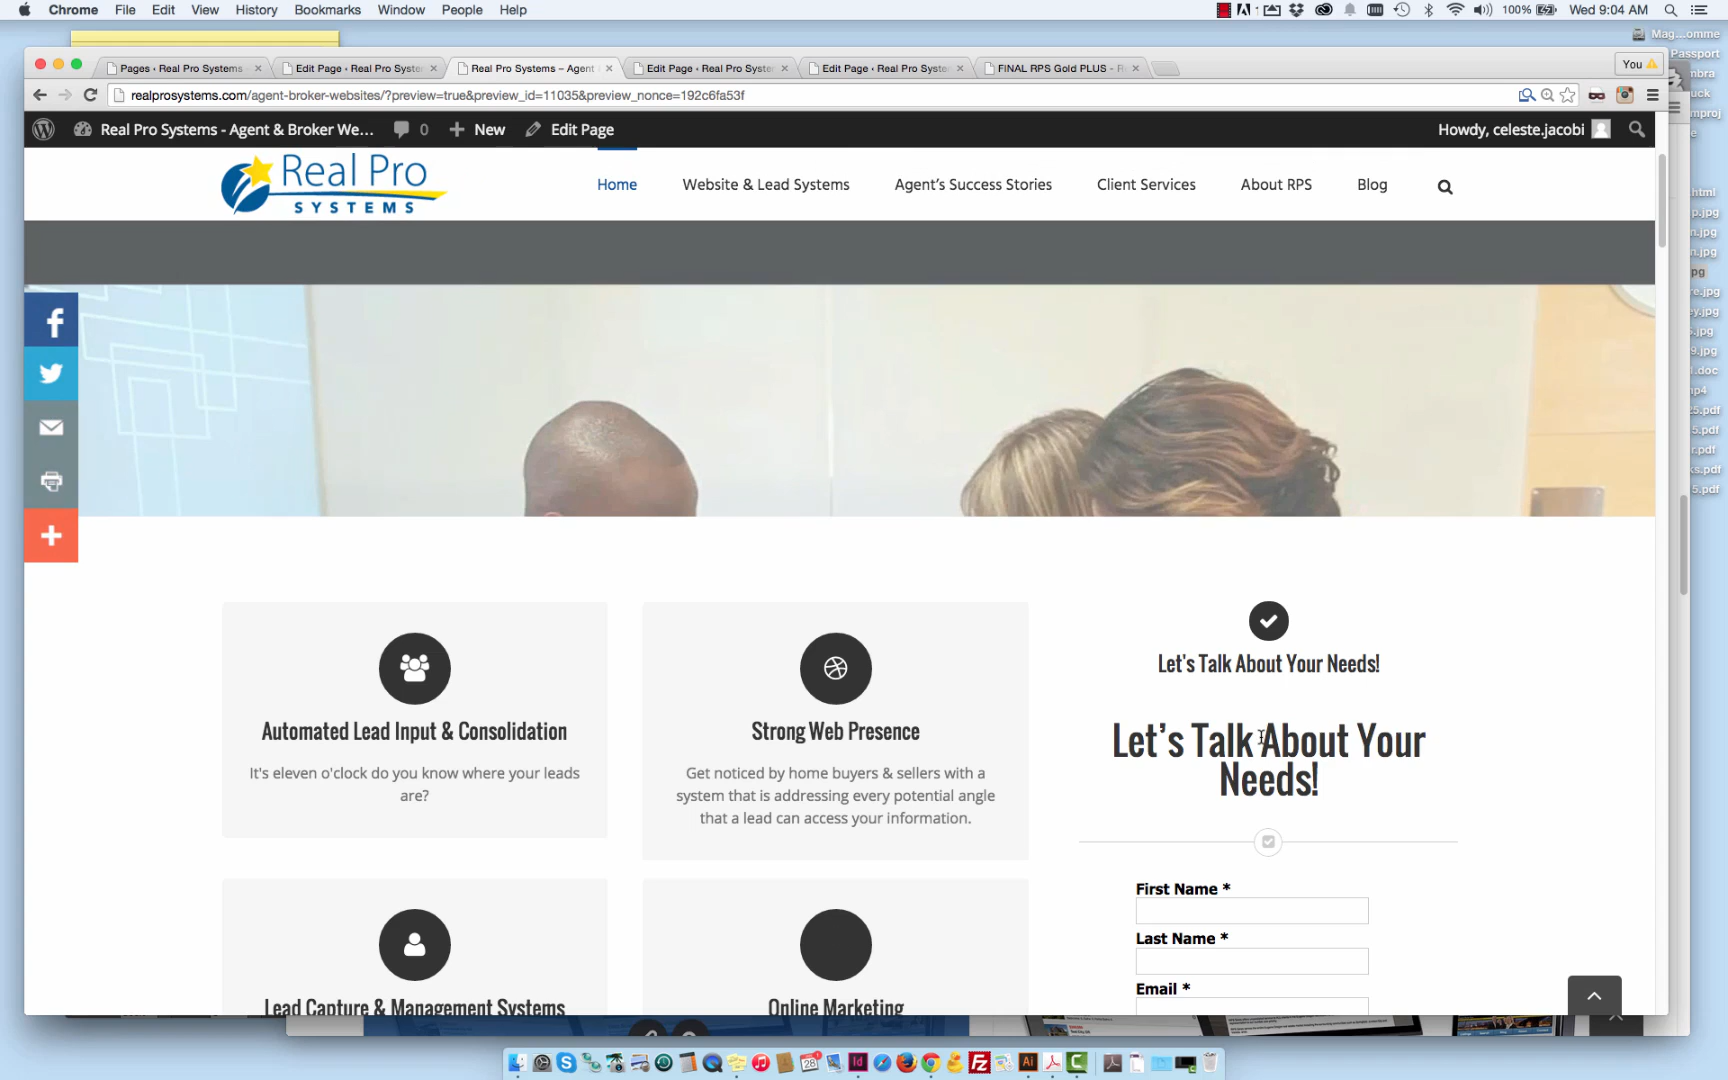 Chrome File Edit View History Bookmarks Window People Help
100% Wed 9:04 AM
Mag...omme
Passport
Pages ‹ Real Pro Systems
Edit Page ‹ Real Pro Syste
Real Pro Systems – Agent
Edit Page ‹ Real Pro Syste
Edit Page ‹ Real Pro Syste
FINAL RPS Gold PLUS - R
You
realprosystems.com/agent-broker-websites/?preview=true&preview_id=11035&preview_nonce=192c6fa53f
Real Pro Systems - Agent & Broker We...
0
New
Edit Page
Howdy, celeste.jacobi
Real Pro
SYSTEMS
Home
Website & Lead Systems
Agent's Success Stories
Client Services
About RPS
Blog
Let's Talk About Your Needs!
Automated Lead Input & Consolidation
It's eleven o'clock do you know where your leads
are?
Strong Web Presence
Get noticed by home buyers & sellers with a
system that is addressing every potential angle
that a lead can access your information.
Let's Talk About Your
Needs!
First Name *
Last Name *
Email *
Lead Capture & Management Systems
Online Marketing